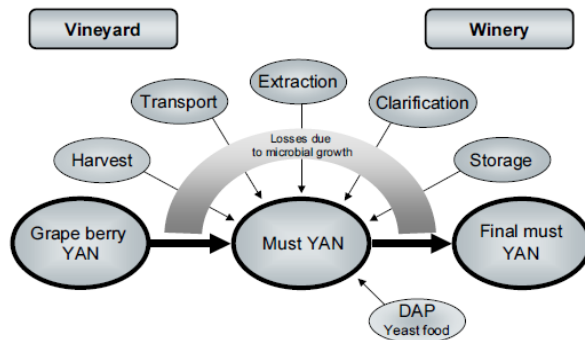 Vineyard
Winery
Extraction
Transport
Clarification
Losses due
to microbial growth
Harvest
Storage
Grape berry
YAN
Must YAN
Final must
YAN
DAP
Yeast food